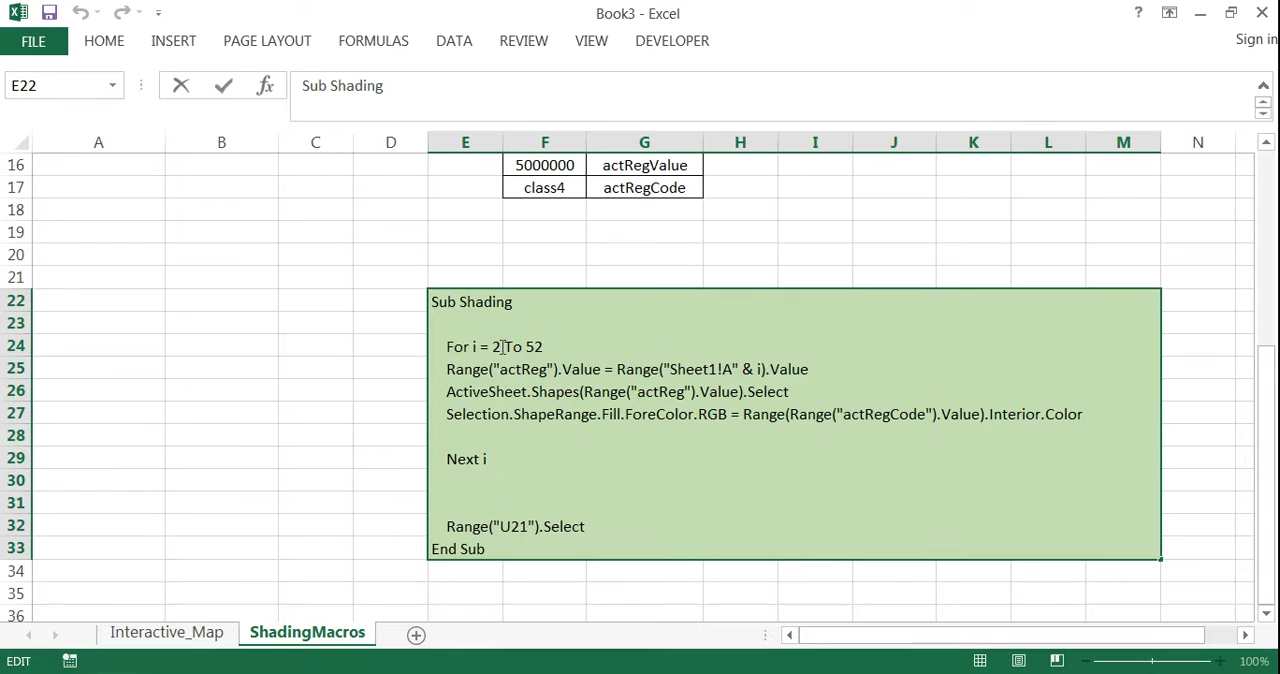 Book3 - Excel
?
FILE HOME INSERT PAGE LAYOUT FORMULAS DATA REVIEW VIEW DEVELOPER Sign in
E22 fx Sub Shading
A B C D E F G H I J K L M N
16 5000000 actRegValue
17 class4 actRegCode
18
19
20
21
22 Sub Shading
23
24 For i = 2 To 52
25 Range("actReg").Value = Range("Sheet1!A" & i).Value
26 ActiveSheet.Shapes(Range("actReg").Value).Select
27 Selection.ShapeRange.Fill.ForeColor.RGB = Range(Range("actRegCode").Value).Interior.Color
28
29 Next i
30
31
32 Range("U21").Select
33 End Sub
34
35
36
Interactive_Map ShadingMacros
EDIT 100%